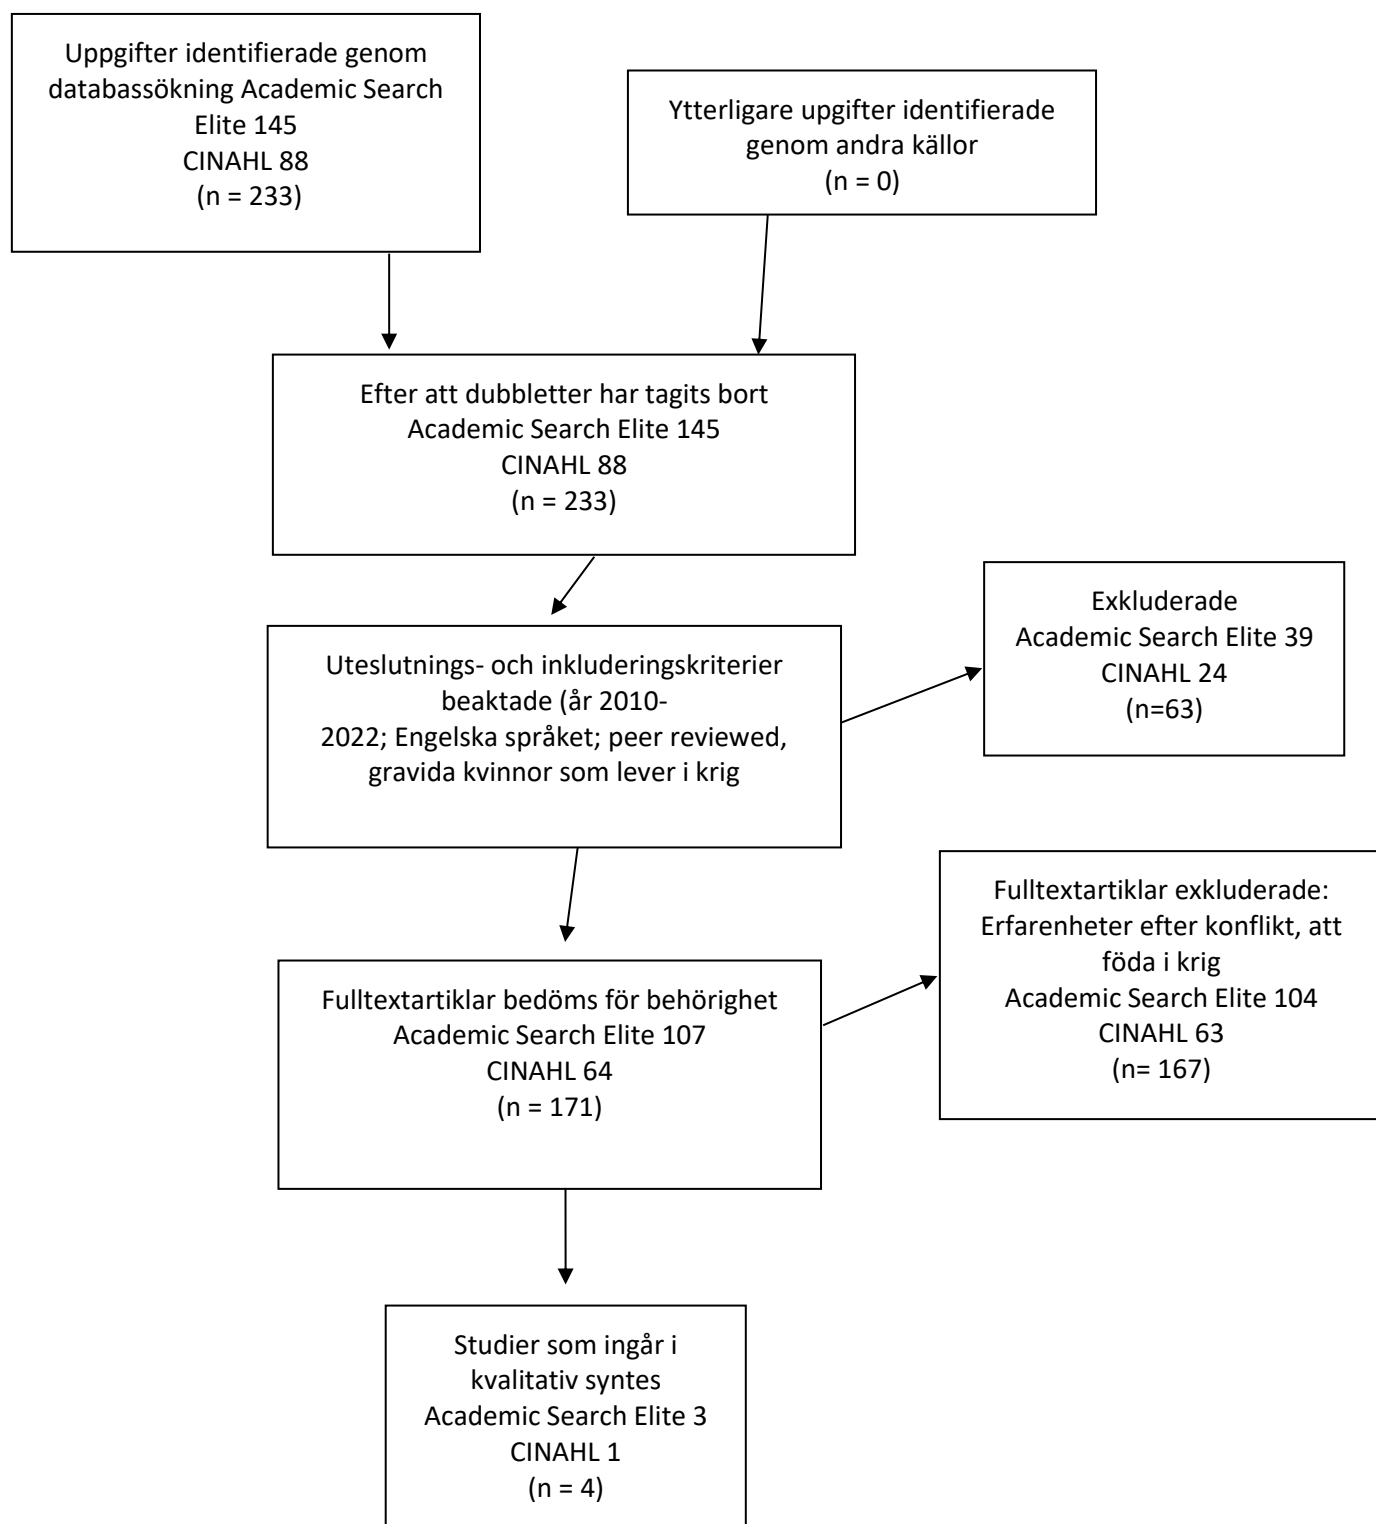 Uppgifter identifierade genom
databassökning Academic Search
Elite 145
CINAHL 88
(n = 233)
Ytterligare upgifter identifierade
genom andra källor
(n = 0)
Efter att dubbletter har tagits bort
Academic Search Elite 145
CINAHL 88
(n = 233)
Uteslutnings- och inkluderingskriterier
beaktade (år 2010-
2022; Engelska språket; peer reviewed,
gravida kvinnor som lever i krig
Exkluderade
Academic Search Elite 39
CINAHL 24
(n=63)
Fulltextartiklar bedöms för behörighet
Academic Search Elite 107
CINAHL 64
(n = 171)
Fulltextartiklar exkluderade:
Erfarenheter efter konflikt, att
föda i krig
Academic Search Elite 104
CINAHL 63
(n= 167)
Studier som ingår i
kvalitativ syntes
Academic Search Elite 3
CINAHL 1
(n = 4)